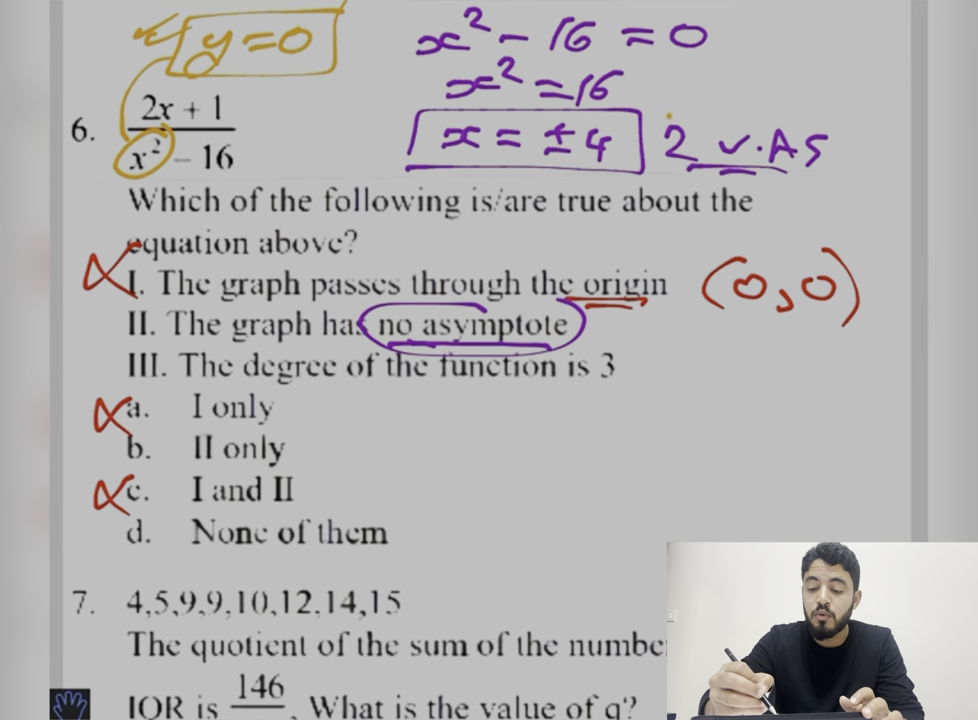 y=0
x² - 16 = 0
x² = 16
x = ±4 2 V.AS
6. 2x + 1
x² - 16
Which of the following is/are true about the
equation above?
I. The graph passes through the origin (0,0)
II. The graph has no asymptote
III. The degree of the function is 3
a. I only
b. II only
c. I and II
d. None of them
7. 4,5,9,9,10,12,14,15
The quotient of the sum of the number
IQR is 146. What is the value of q?